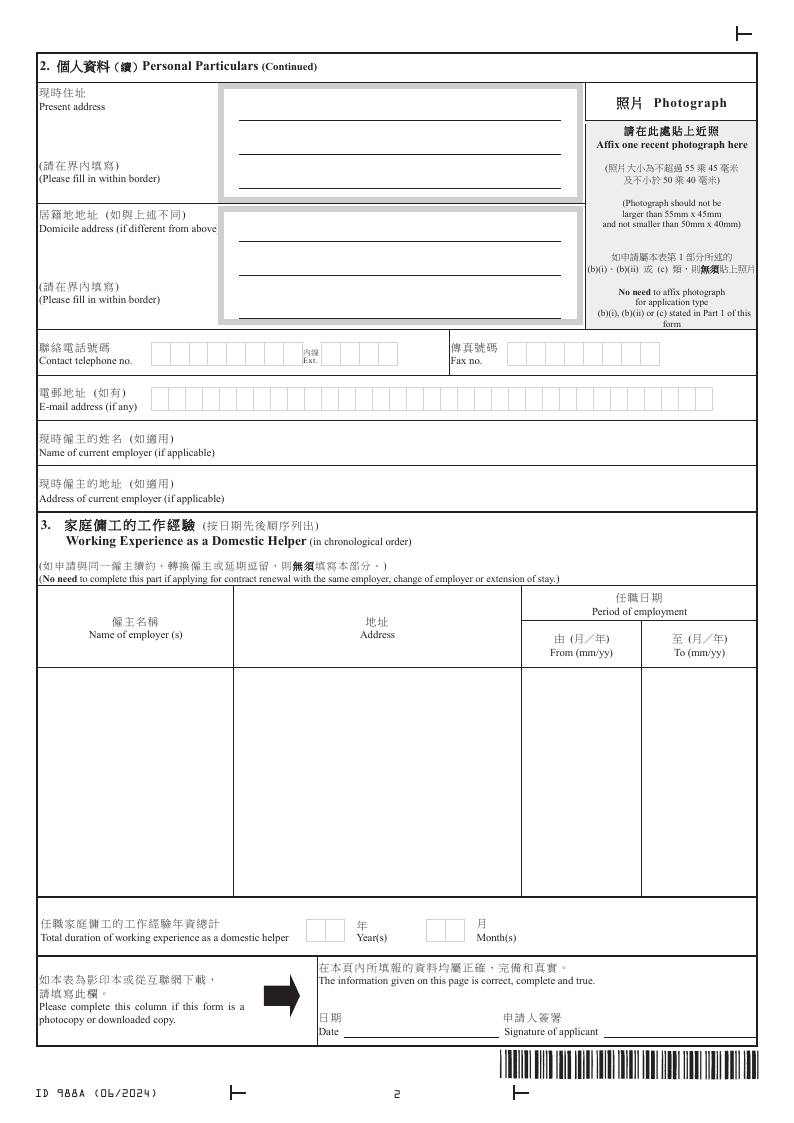 2. 個人資料（續）Personal Particulars (Continued)
現時住址
Present address
(請在界內填寫)
(Please fill in within border)
照片 Photograph
請在此處貼上近照
Affix one recent photograph here
(照片大小為不超過 55 乘 45 毫米
及不小於 50 乘 40 毫米)
(Photograph should not be
larger than 55mm x 45mm
and not smaller than 50mm x 40mm)
如申請屬本表第 1 部分所述的
(b)(i)、(b)(ii) 或 (c) 類，則無須貼上照片
No need to affix photograph
for application type
(b)(i), (b)(ii) or (c) stated in Part 1 of this
form
居籍地地址 (如與上述不同)
Domicile address (if different from above
(請在界內填寫)
(Please fill in within border)
聯絡電話號碼
Contact telephone no.
內線
Ext.
傳真號碼
Fax no.
電郵地址 (如有)
E-mail address (if any)
現時僱主的姓名 (如適用)
Name of current employer (if applicable)
現時僱主的地址 (如適用)
Address of current employer (if applicable)
3. 家庭傭工的工作經驗 (按日期先後順序列出)
Working Experience as a Domestic Helper (in chronological order)
(如申請與同一僱主續約、轉換僱主或延期逗留，則無須填寫本部分。)
(No need to complete this part if applying for contract renewal with the same employer, change of employer or extension of stay.)
僱主名稱
Name of employer (s)
地址
Address
任職日期
Period of employment
由 (月／年)
From (mm/yy)
至 (月／年)
To (mm/yy)
任職家庭傭工的工作經驗年資總計
Total duration of working experience as a domestic helper
年
Year(s)
月
Month(s)
如本表為影印本或從互聯網下載，
請填寫此欄。
Please complete this column if this form is a
photocopy or downloaded copy.
在本頁內所填報的資料均屬正確，完備和真實。
The information given on this page is correct, complete and true.
日期
Date
申請人簽署
Signature of applicant
ID 988A (06/2024)
2